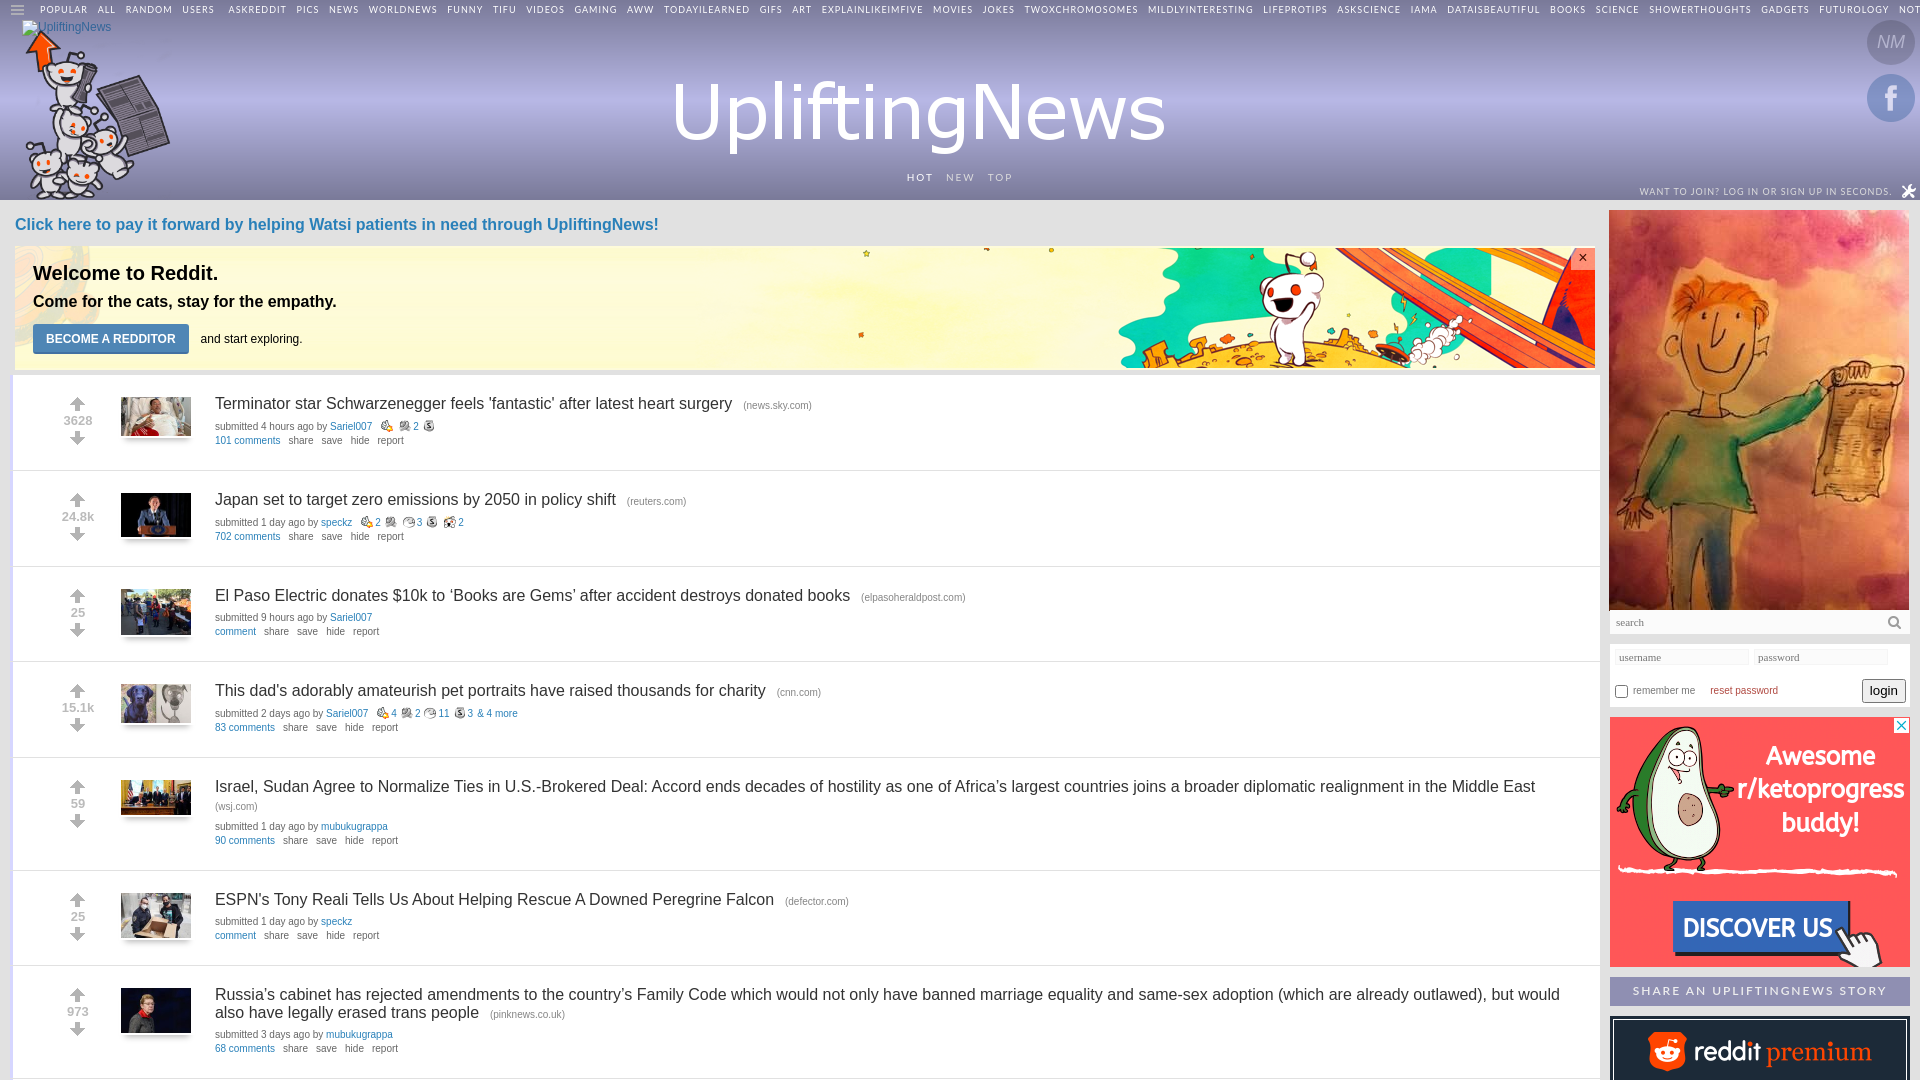 POPULAR ALL RANDOM USERS ASKREDDIT PICS NEWS WORLDNEWS FUNNY TIFU VIDEOS GAMING AWW TODAYILEARNED GIFS ART EXPLAINLIKEIMFIVE MOVIES JOKES TWOXCHROMOSOMES MILDLYINTERESTING LIFEPROTIPS ASKSCIENCE IAMA DATAISBEAUTIFUL BOOKS SCIENCE SHOWERTHOUGHTS GADGETS FUTUROLOGY NOT
UpliftingNews
NM
f
UpliftingNews
HOT NEW TOP
WANT TO JOIN? LOG IN OR SIGN UP IN SECONDS.
Click here to pay it forward by helping Watsi patients in need through UpliftingNews!
Welcome to Reddit.
Come for the cats, stay for the empathy.
BECOME A REDDITOR and start exploring.
×
Terminator star Schwarzenegger feels 'fantastic' after latest heart surgery (news.sky.com)
3628
submitted 4 hours ago by Sariel007 2
101 comments share save hide report
Japan set to target zero emissions by 2050 in policy shift (reuters.com)
24.8k
submitted 1 day ago by speckz 2 3 2
702 comments share save hide report
El Paso Electric donates $10k to ‘Books are Gems’ after accident destroys donated books (elpasoheraldpost.com)
25
submitted 9 hours ago by Sariel007
comment share save hide report
This dad's adorably amateurish pet portraits have raised thousands for charity (cnn.com)
15.1k
submitted 2 days ago by Sariel007 4 2 11 3 & 4 more
83 comments share save hide report
Israel, Sudan Agree to Normalize Ties in U.S.-Brokered Deal: Accord ends decades of hostility as one of Africa’s largest countries joins a broader diplomatic realignment in the Middle East
59
(wsj.com)
submitted 1 day ago by mubukugrappa
90 comments share save hide report
ESPN's Tony Reali Tells Us About Helping Rescue A Downed Peregrine Falcon (defector.com)
25
submitted 1 day ago by speckz
comment share save hide report
Russia’s cabinet has rejected amendments to the country’s Family Code which would not only have banned marriage equality and same-sex adoption (which are already outlawed), but would
also have legally erased trans people (pinknews.co.uk)
973
submitted 3 days ago by mubukugrappa
68 comments share save hide report
search
username password
remember me reset password login
Awesome
r/ketoprogress
buddy!
DISCOVER US
SHARE AN UPLIFTINGNEWS STORY
reddit premium